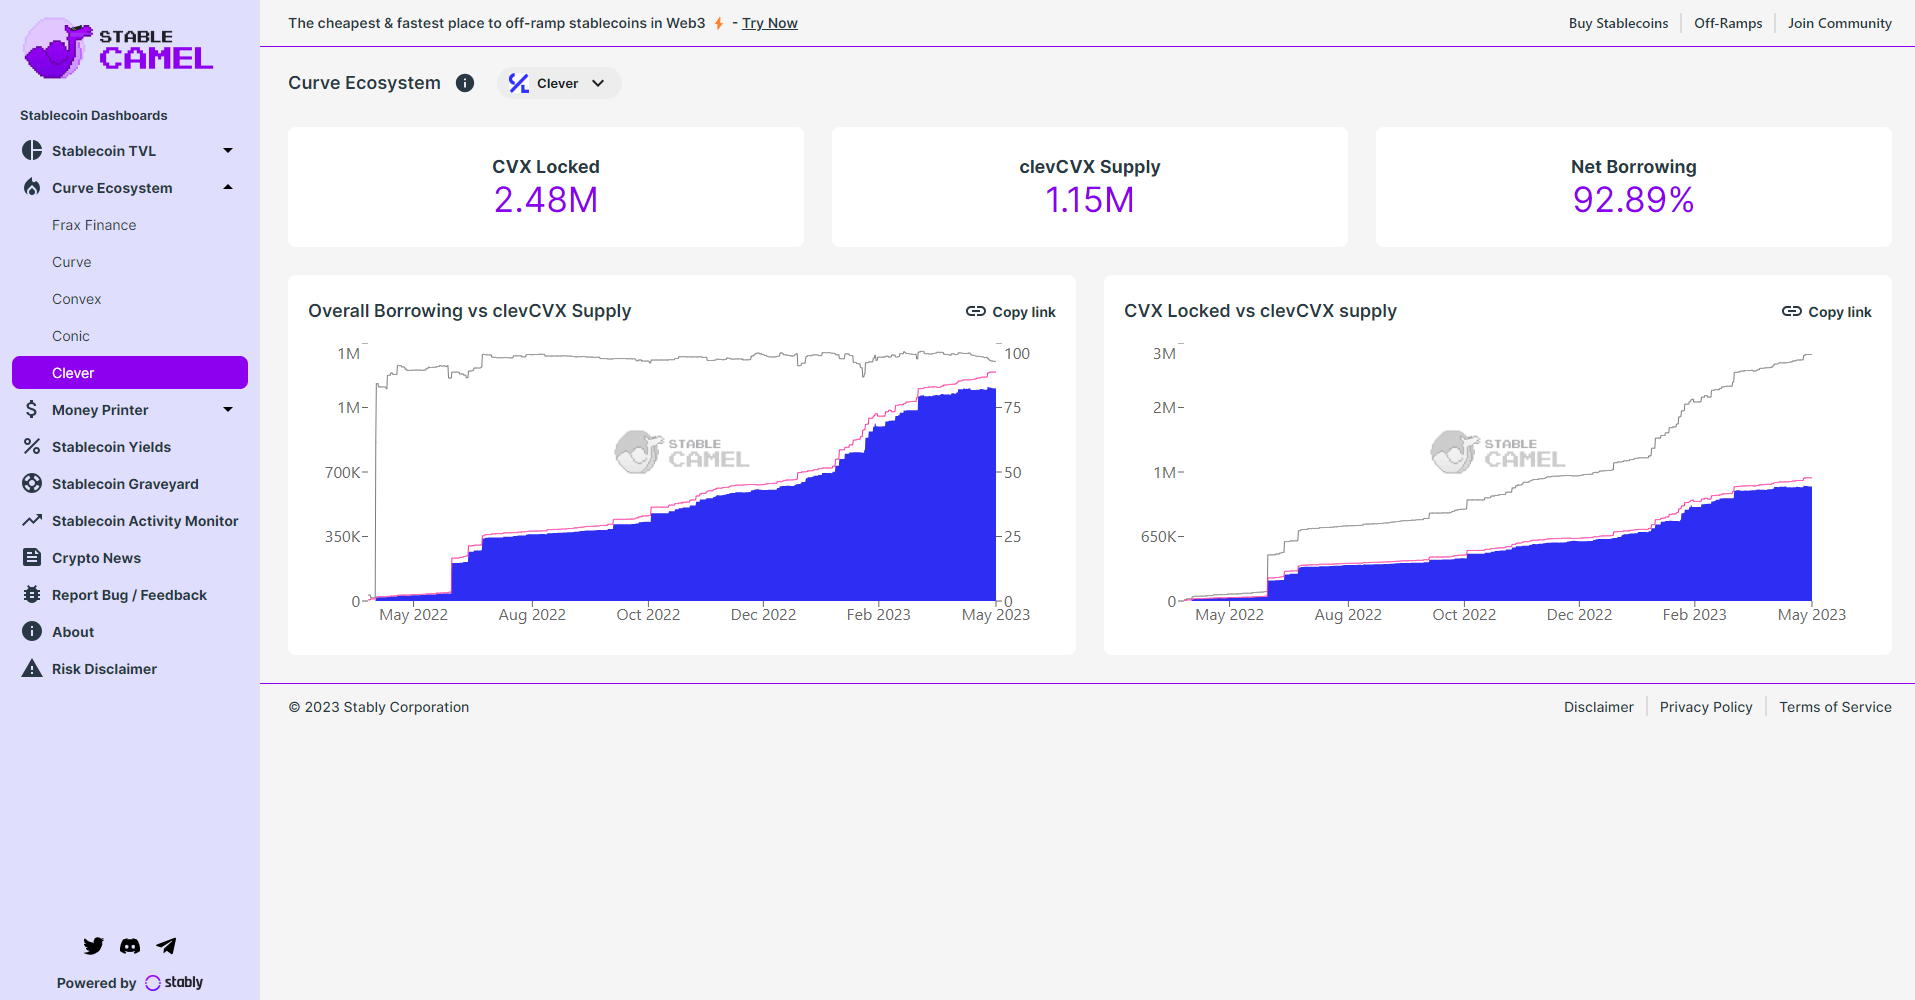 STABLE
CAMEL
The cheapest & fastest place to off-ramp stablecoins in Web3 - Try Now
Buy Stablecoins
Off-Ramps
Join Community
Stablecoin Dashboards
Stablecoin TVL
Curve Ecosystem
Frax Finance
Curve
Convex
Conic
Clever
Money Printer
Stablecoin Yields
Stablecoin Graveyard
Stablecoin Activity Monitor
Crypto News
Report Bug / Feedback
About
Risk Disclaimer
Powered by stably
Curve Ecosystem
Clever
CVX Locked
2.48M
clevCVX Supply
1.15M
Net Borrowing
92.89%
Overall Borrowing vs clevCVX Supply
Copy link
1M
1M
700K
350K
0
100
75
50
25
0
STABLE
CAMEL
May 2022
Aug 2022
Oct 2022
Dec 2022
Feb 2023
May 2023
CVX Locked vs clevCVX supply
Copy link
3M
2M
1M
650K
0
STABLE
CAMEL
May 2022
Aug 2022
Oct 2022
Dec 2022
Feb 2023
May 2023
© 2023 Stably Corporation
Disclaimer
Privacy Policy
Terms of Service